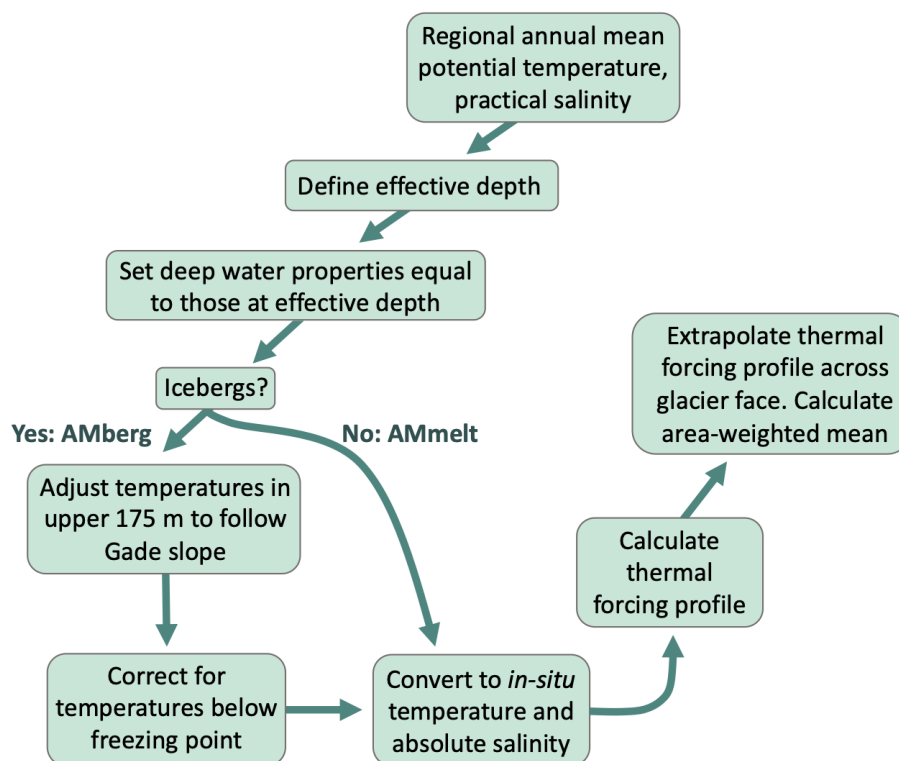 Regional annual mean
potential temperature,
practical salinity
Define effective depth
Set deep water properties equal
to those at effective depth
Icebergs?
Yes: AMberg
No: AMmelt
Adjust temperatures in
upper 175 m to follow
Gade slope
Correct for
temperatures below
freezing point
Convert to in-situ
temperature and
absolute salinity
Calculate
thermal
forcing profile
Extrapolate thermal
forcing profile across
glacier face. Calculate
area-weighted mean